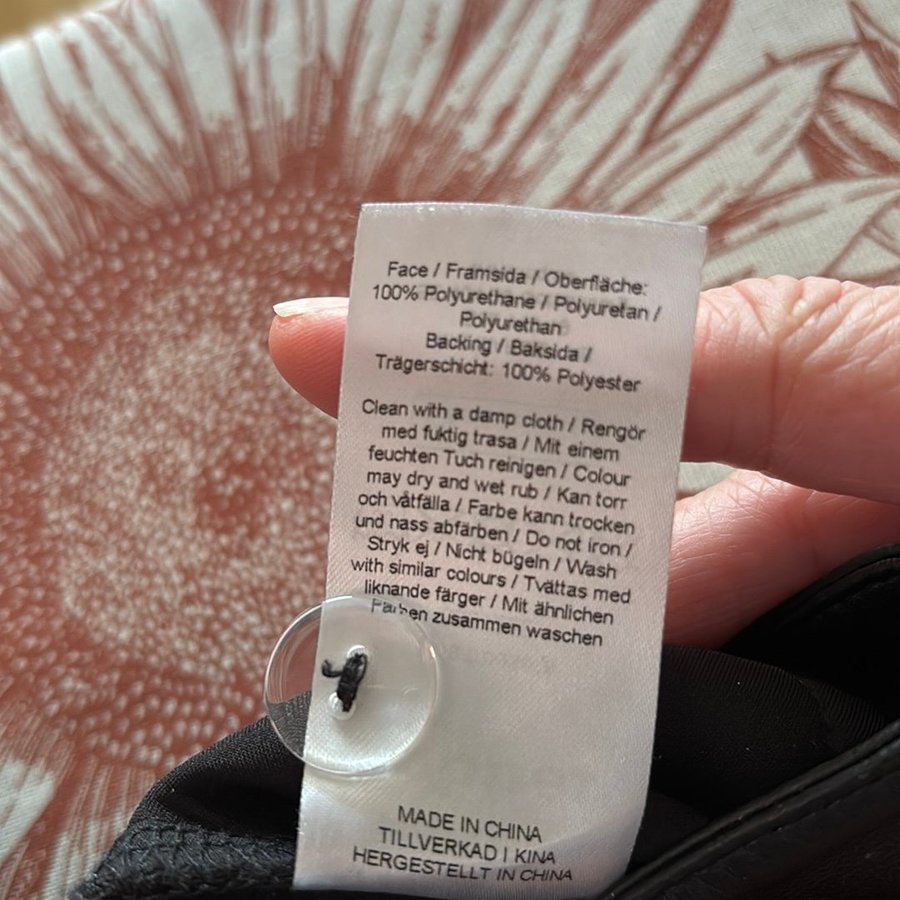 Face / Framsida / Oberfläche:
100% Polyurethane / Polyuretan /
Polyurethan
Backing / Baksida /
Trägerschicht: 100% Polyester
Clean with a damp cloth / Rengör
med fuktig trasa / Mit einem
feuchten Tuch reinigen / Colour
may dry and wet rub / Kan torr
och våtfälla / Farbe kann trocken
und nass abfärben / Do not iron /
Stryk ej / Nicht bügeln / Wash
with similar colours / Tvättas med
liknande färger / Mit ähnlichen
Farben zusammen waschen
MADE IN CHINA
TILLVERKAD I KINA
HERGESTELLT IN CHINA